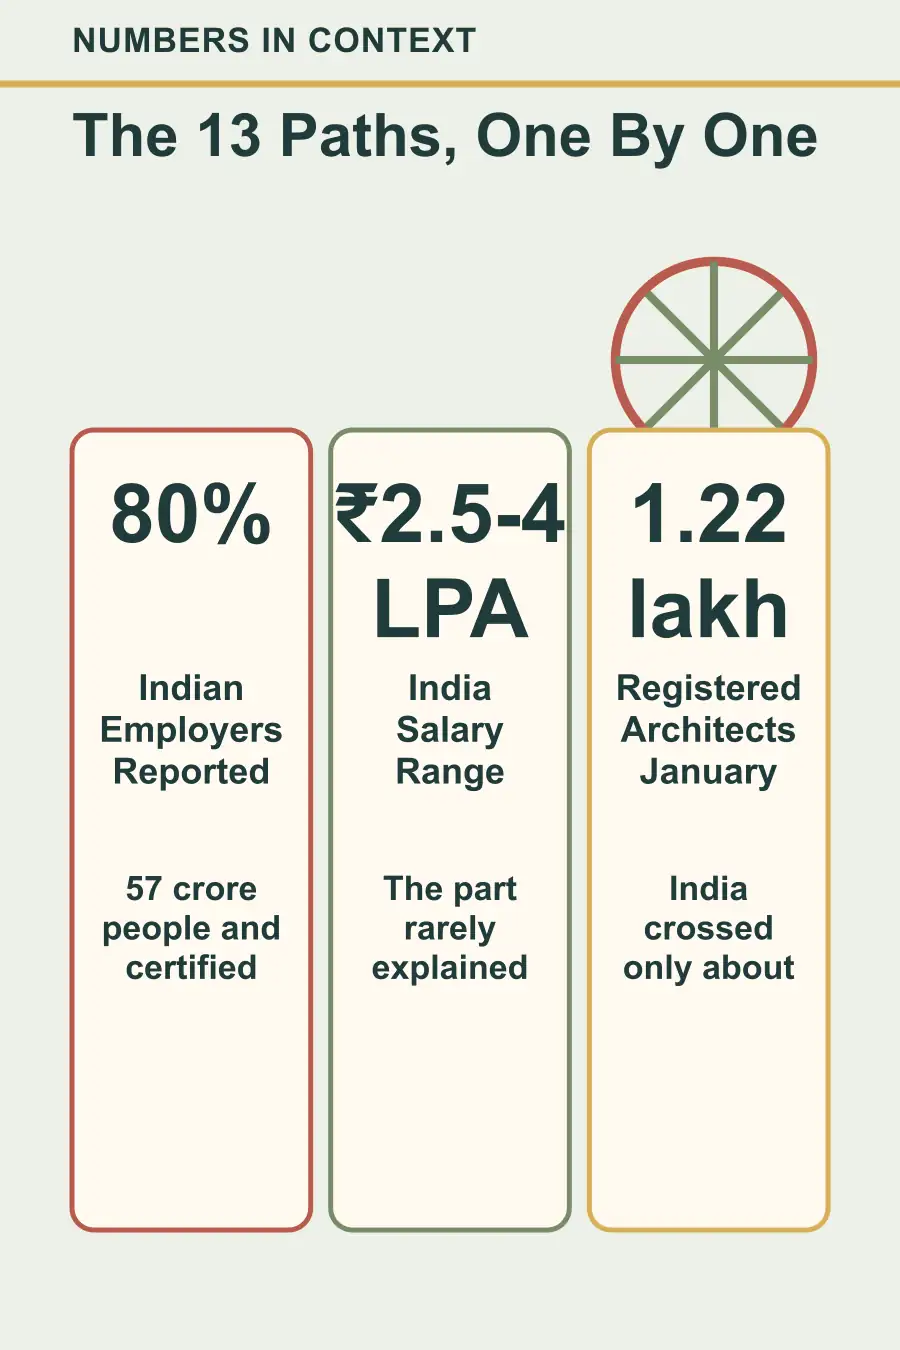 NUMBERS IN CONTEXT
The 13 Paths, One By One
80%
Indian
Employers
Reported
57 crore
people and
certified
₹2.5-4
LPA
India
Salary
Range
The part
rarely
explained
1.22
lakh
Registered
Architects
January
India
crossed
only about